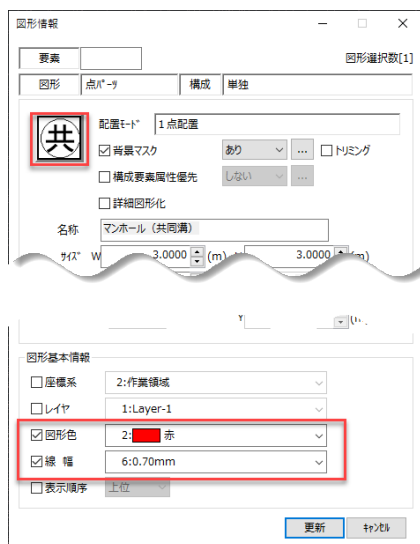 図形情報
要素 図形選択数[1]
図形 点ﾊﾟｰﾂ 構成 単独
共 配置ﾓｰﾄﾞ 1点配置
背景マスク あり ... トリミング
構成要素属性優先 しない ...
詳細図形化
名称 マンホール（共同溝）
ｻｲｽﾞ W 3.0000 (m) 3.0000 (m)
Y
図形基本情報
座標系 2:作業領域
レイヤ 1:Layer-1
図形色 2: 赤
線 幅 6:0.70mm
表示順序 上位
更新 ｷｬﾝｾﾙ